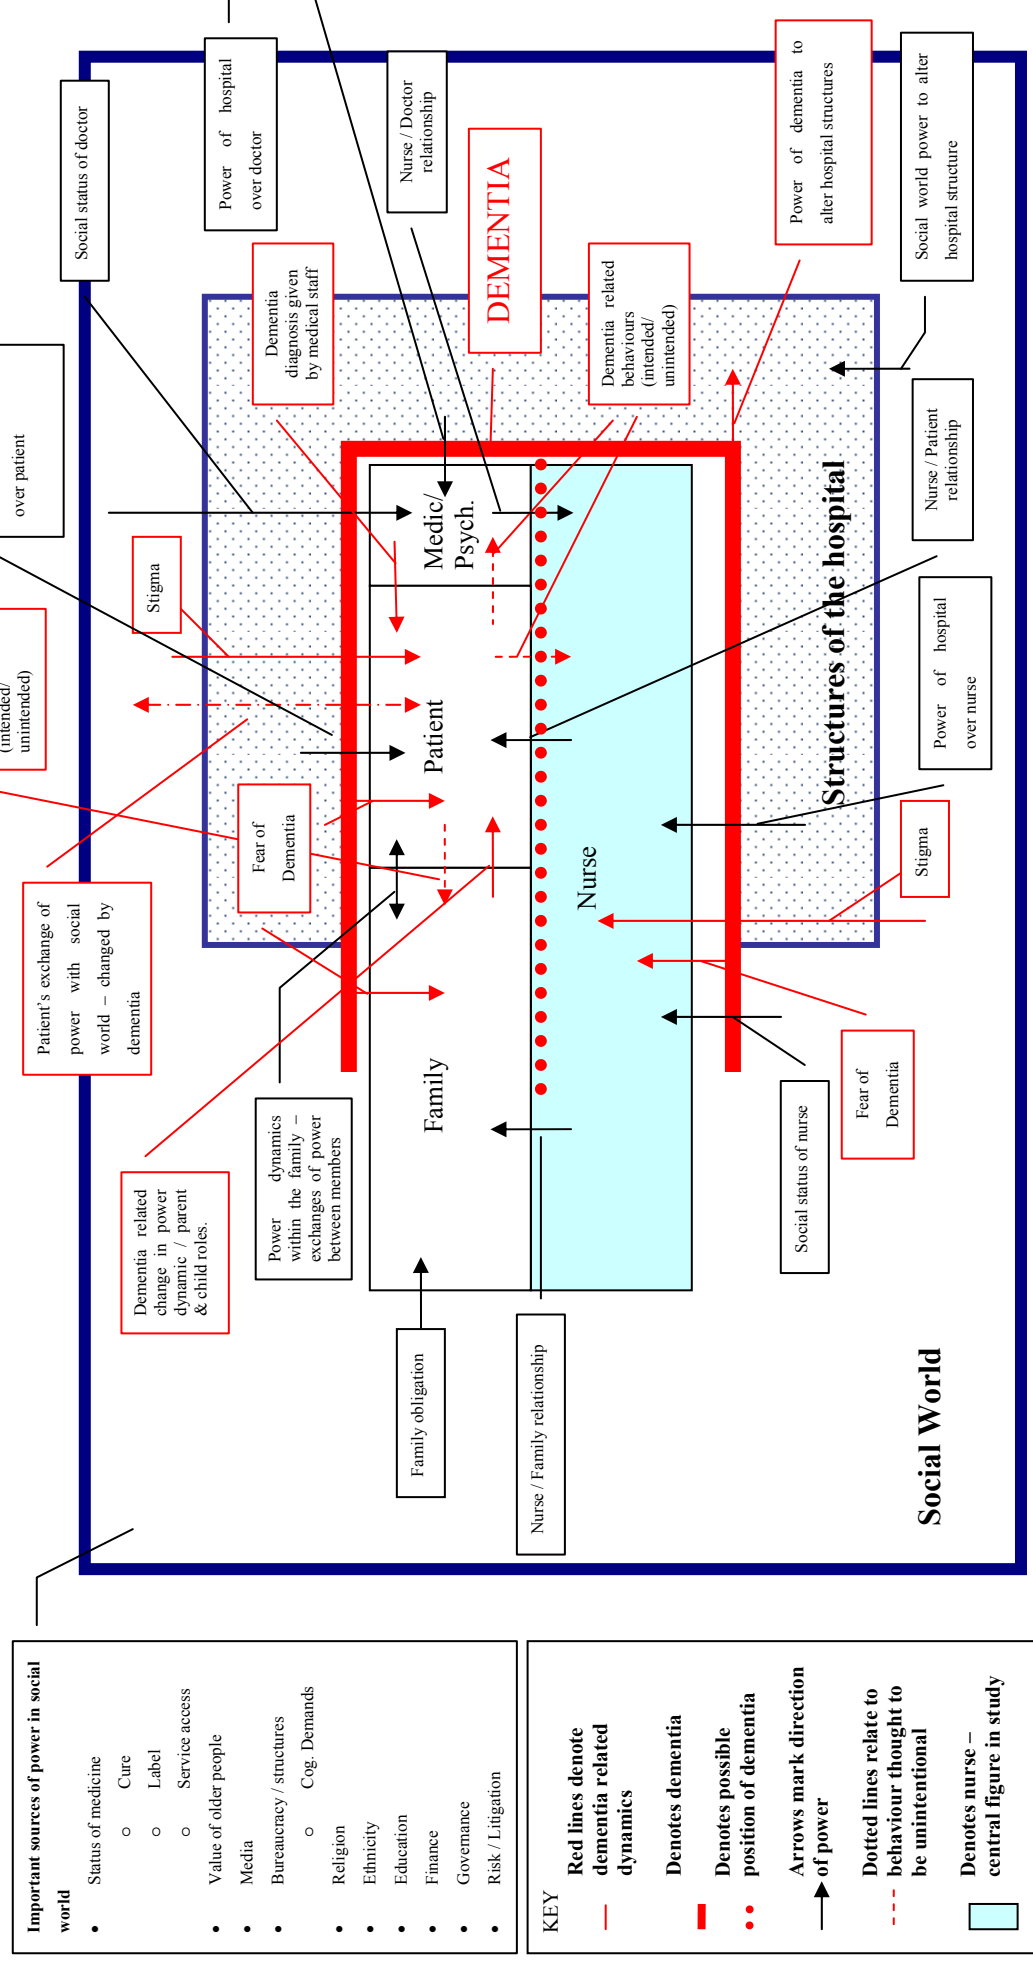 Important sources of power in social
world
• Status of medicine
○ Cure
○ Label
○ Service access
• Value of older people
• Media
• Bureaucracy / structures
○ Cog. Demands
• Religion
• Ethnicity
• Education
• Finance
• Governance
• Risk / Litigation
KEY
Red lines denote
dementia related
dynamics
Denotes dementia
Denotes possible
position of dementia
Arrows mark direction
of power
Dotted lines relate to
behaviour thought to
be unintentional
Denotes nurse –
central figure in study
Patient's exchange of
power with social
world – changed by
dementia
(intended/
unintended)
over patient
Social status of doctor
Dementia related
change in power
dynamic / parent
& child roles.
Stigma
Power of hospital
over doctor
Power dynamics
within the family –
exchanges of power
between members
Fear of
Dementia
Dementia
diagnosis given
by medical staff
Nurse / Doctor
relationship
Family obligation
Family
Patient
Medic/
Psych.
DEMENTIA
Nurse / Family relationship
Nurse
Dementia related
behaviours
(intended/
unintended)
Power of dementia to
alter hospital structures
Social status of nurse
Structures of the hospital
Fear of
Dementia
Stigma
Power of hospital
over nurse
Nurse / Patient
relationship
Social world power to alter
hospital structure
Social World